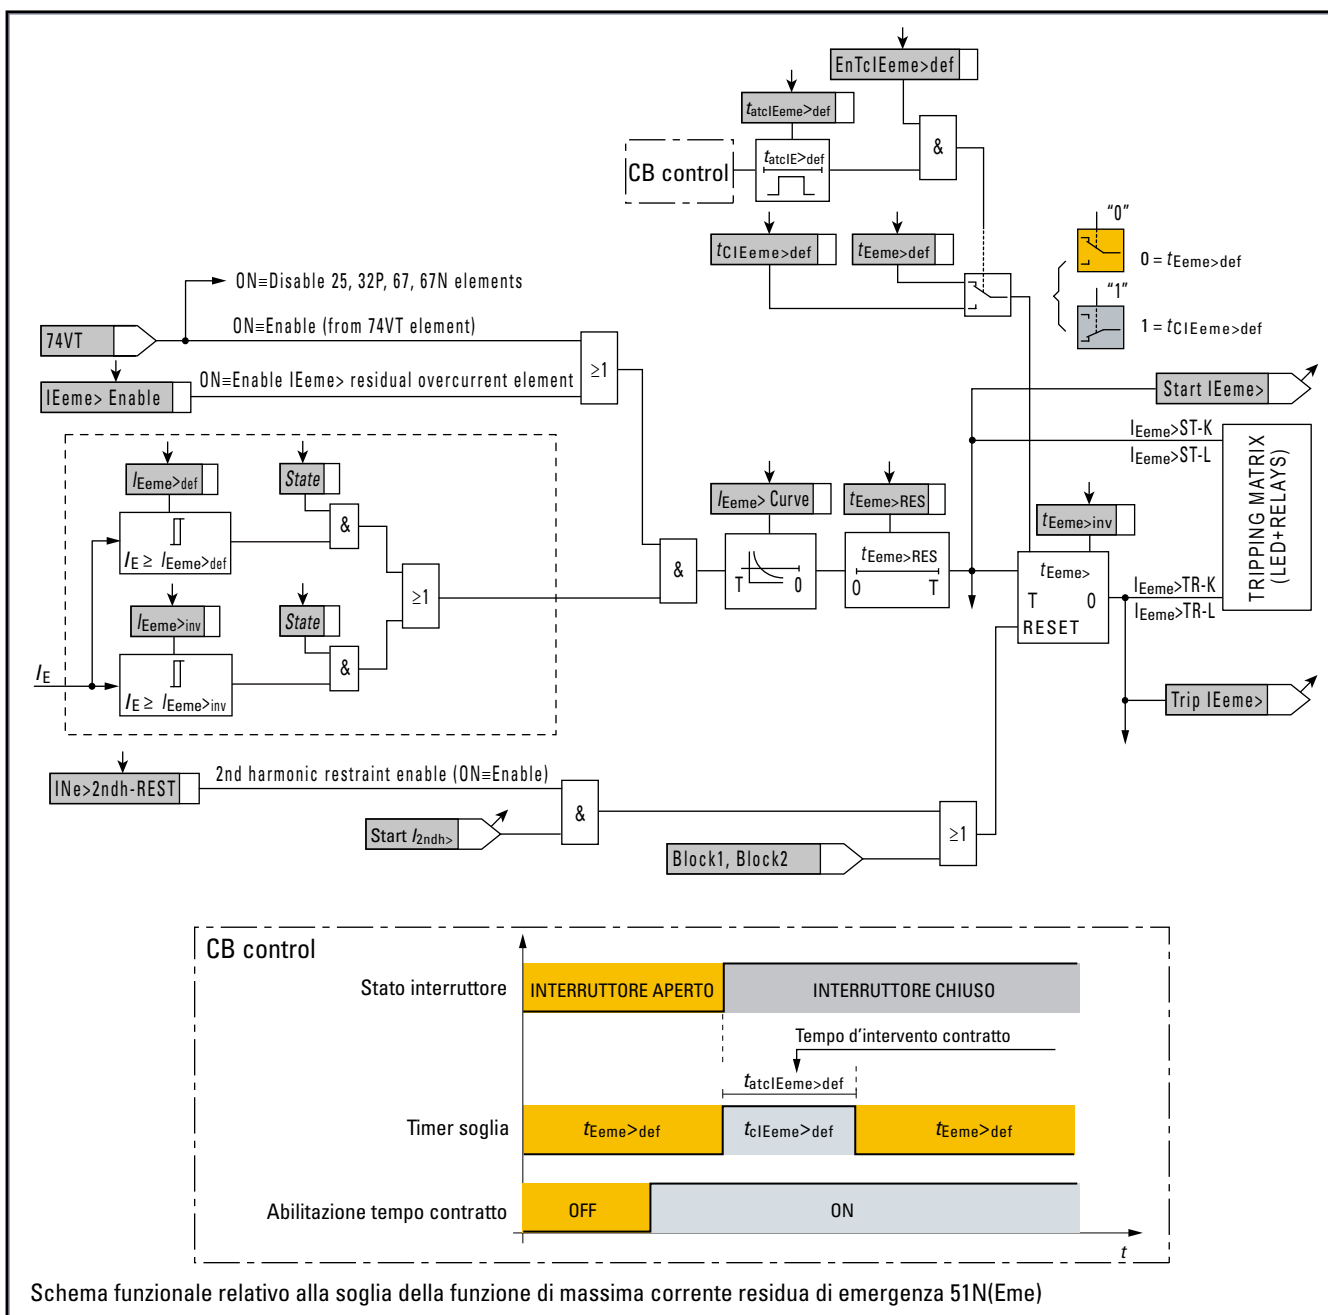 EnTcIEeme>def
tatcIEeme>def
tatcIE>def
&
CB control
"0"
tCIEeme>def
tEeme>def
0 = tEeme>def
ON≡Disable 25, 32P, 67, 67N elements
"1"
1 = tCIEeme>def
ON≡Enable (from 74VT element)
74VT
≥1
ON≡Enable IEeme> residual overcurrent element
IEeme> Enable
Start IEeme>
IEeme>ST-K
IEeme>ST-L
TRIPPING MATRIX
(LED+RELAYS)
IEeme>def
State
IEeme> Curve
tEeme>RES
tEeme>inv
&
IE ≥ IEeme>def
tEeme>RES
T 0
0 T
&
tEeme>
T 0
RESET
IEeme>TR-K
IEeme>TR-L
≥1
IEeme>inv
State
&
IE
IE ≥ IEeme>inv
Trip IEeme>
2nd harmonic restraint enable (ON≡Enable)
INe>2ndh-REST
&
Start I2ndh>
≥1
Block1, Block2
CB control
Stato interruttore
INTERRUTTORE APERTO
INTERRUTTORE CHIUSO
Tempo d'intervento contratto
tatcIEeme>def
Timer soglia
tEeme>def
tcIEeme>def
tEeme>def
Abilitazione tempo contratto
OFF
ON
t
Schema funzionale relativo alla soglia della funzione di massima corrente residua di emergenza 51N(Eme)